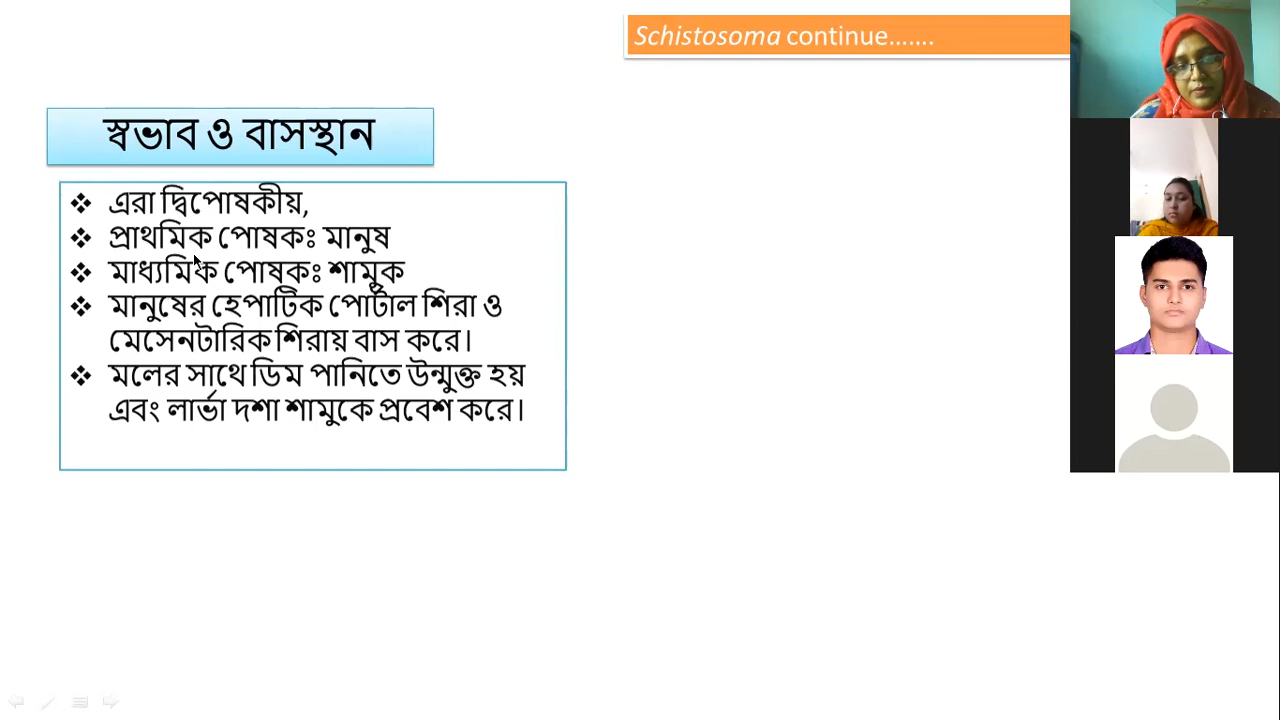 Schistosoma continue.......
স্বভাব ও বাসস্থান
❖ এরা দ্বিপোষকীয়,
❖ প্রাথমিক পোষকঃ মানুষ
❖ মাধ্যমিক পোষকঃ শামুক
❖ মানুষের হেপাটিক পোর্টাল শিরা ও
মেসেনটারিক শিরায় বাস করে।
❖ মলের সাথে ডিম পানিতে উন্মুক্ত হয়
এবং লার্ভা দশা শামুকে প্রবেশ করে।